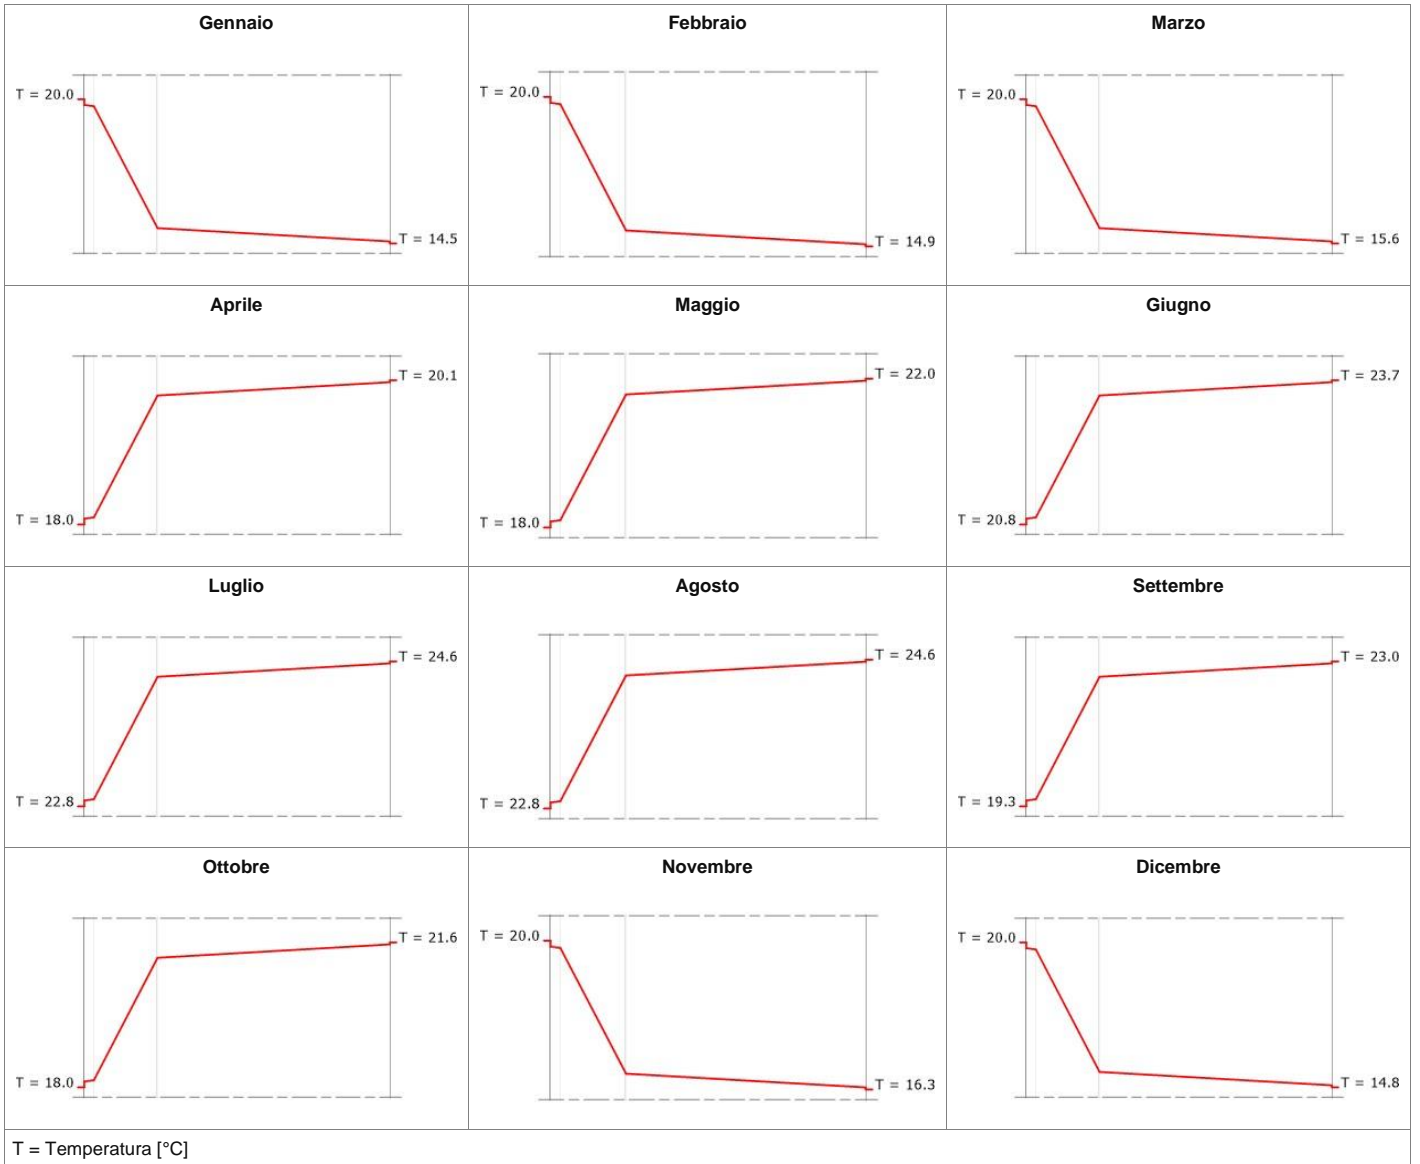 Gennaio
T = 20.0
T = 14.5
Febbraio
T = 20.0
T = 14.9
Marzo
T = 20.0
T = 15.6
Aprile
T = 20.1
T = 18.0
Maggio
T = 22.0
T = 18.0
Giugno
T = 23.7
T = 20.8
Luglio
T = 24.6
T = 22.8
Agosto
T = 24.6
T = 22.8
Settembre
T = 23.0
T = 19.3
Ottobre
T = 21.6
T = 18.0
Novembre
T = 20.0
T = 16.3
Dicembre
T = 20.0
T = 14.8
T = Temperatura [°C]